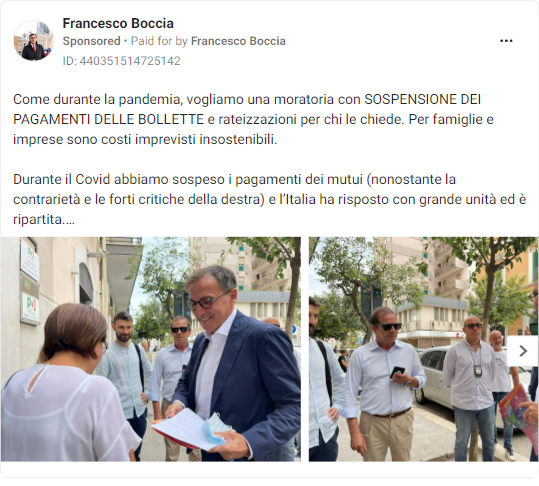 Francesco Boccia
Sponsored • Paid for by Francesco Boccia
ID: 440351514725142
Come durante la pandemia, vogliamo una moratoria con SOSPENSIONE DEI
PAGAMENTI DELLE BOLLETTE e rateizzazioni per chi le chiede. Per famiglie e
imprese sono costi imprevisti insostenibili.
Durante il Covid abbiamo sospeso i pagamenti dei mutui (nonostante la
contrarietà e le forti critiche della destra) e l’Italia ha risposto con grande unità ed è
ripartita....
PD